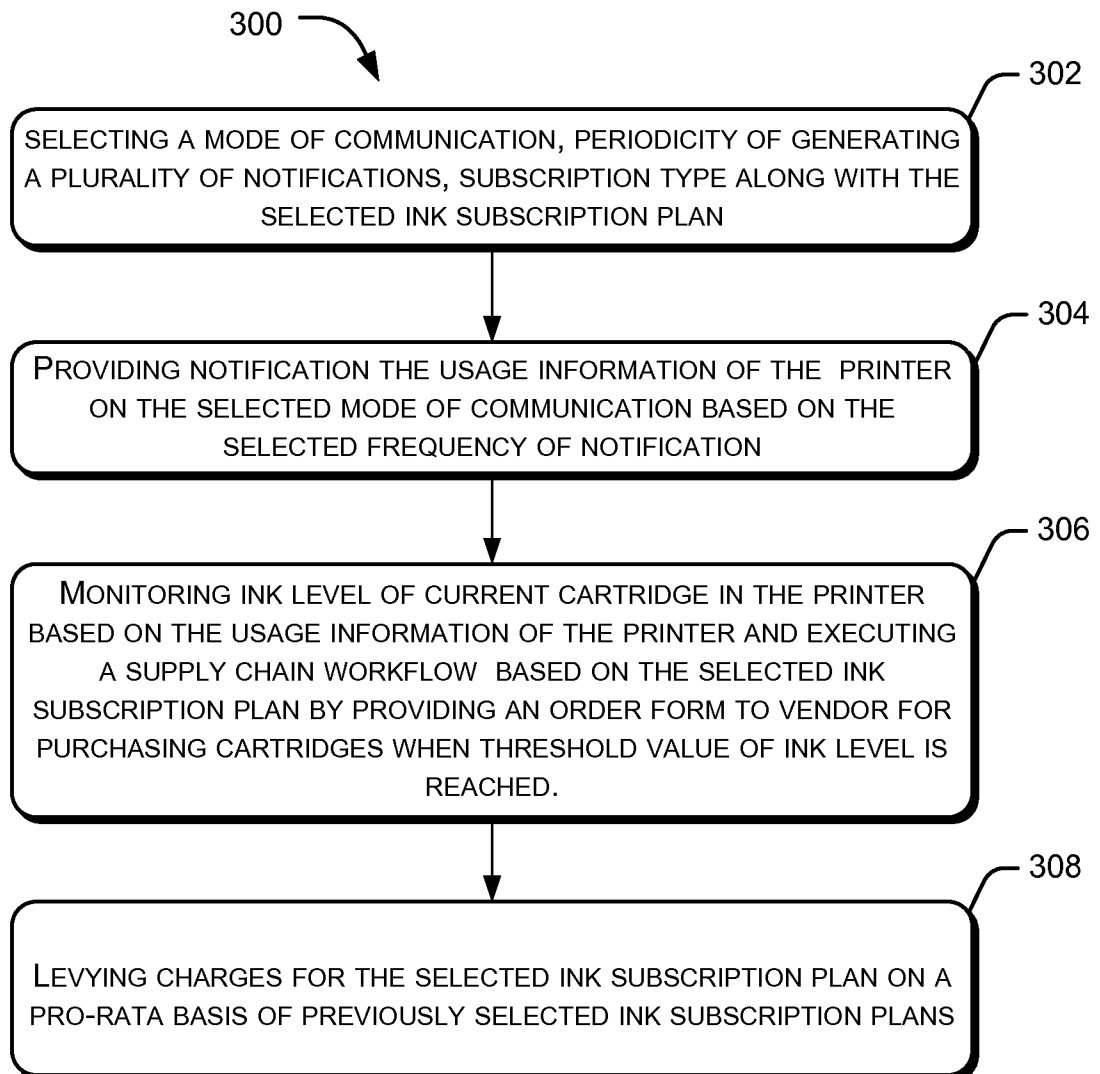 300
302
SELECTING A MODE OF COMMUNICATION, PERIODICITY OF GENERATING
A PLURALITY OF NOTIFICATIONS, SUBSCRIPTION TYPE ALONG WITH THE
SELECTED INK SUBSCRIPTION PLAN
304
PROVIDING NOTIFICATION THE USAGE INFORMATION OF THE PRINTER
ON THE SELECTED MODE OF COMMUNICATION BASED ON THE
SELECTED FREQUENCY OF NOTIFICATION
306
MONITORING INK LEVEL OF CURRENT CARTRIDGE IN THE PRINTER
BASED ON THE USAGE INFORMATION OF THE PRINTER AND EXECUTING
A SUPPLY CHAIN WORKFLOW BASED ON THE SELECTED INK
SUBSCRIPTION PLAN BY PROVIDING AN ORDER FORM TO VENDOR FOR
PURCHASING CARTRIDGES WHEN THRESHOLD VALUE OF INK LEVEL IS
REACHED.
308
LEVYING CHARGES FOR THE SELECTED INK SUBSCRIPTION PLAN ON A
PRO-RATA BASIS OF PREVIOUSLY SELECTED INK SUBSCRIPTION PLANS